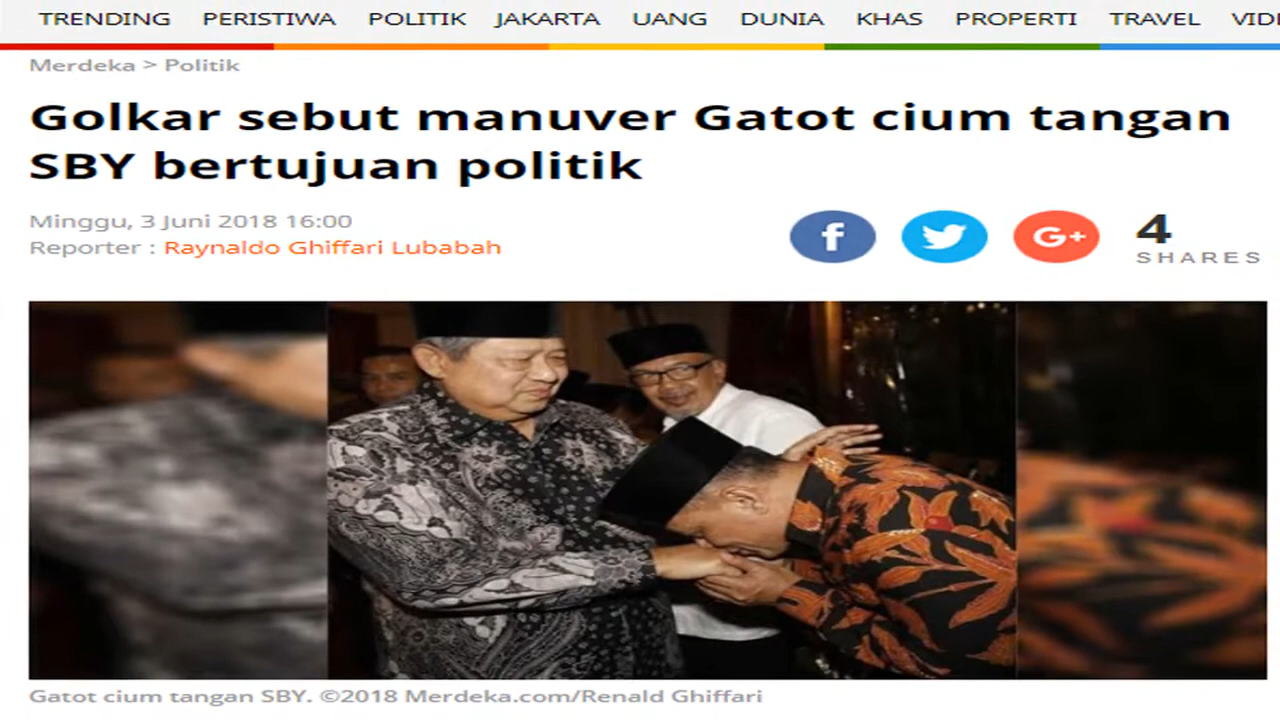 TRENDING PERISTIWA POLITIK JAKARTA UANG DUNIA KHAS PROPERTI TRAVEL
Merdeka > Politik
Golkar sebut manuver Gatot cium tangan
SBY bertujuan politik
Minggu, 3 Juni 2018 16:00
Reporter : Raynaldo Ghiffari Lubabah
f G+ 4
SHARES
Gatot cium tangan SBY. ©2018 Merdeka.com/Renald Ghiffari